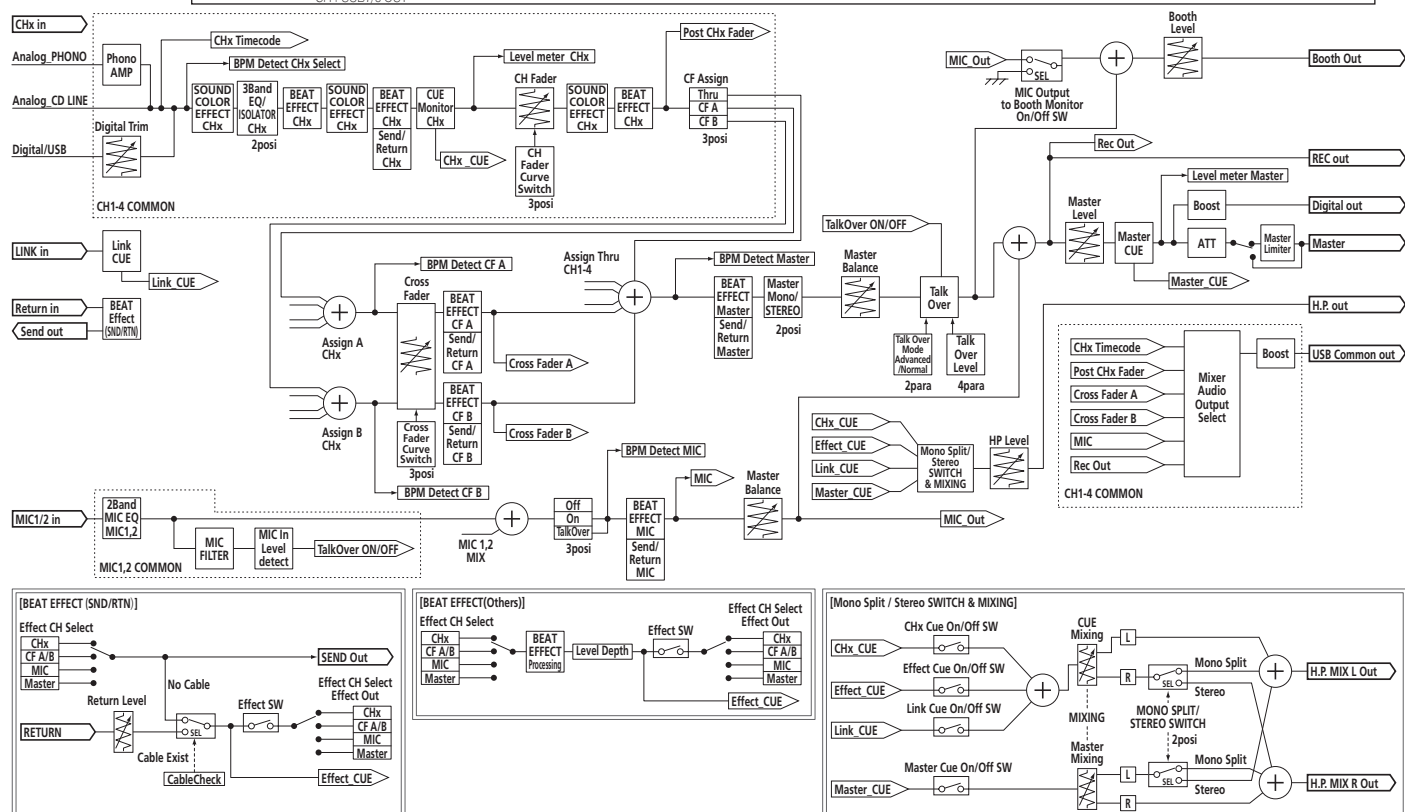 CHx in
Analog_PHONO
Phono
AMP
CHx Timecode
BPM Detect CHx Select
Analog_CD LINE
Digital Trim
Digital/USB
SOUND
COLOR
EFFECT
CHx
3Band
EQ/
ISOLATOR
CHx
2posi
BEAT
EFFECT
CHx
SOUND
COLOR
EFFECT
CHx
BEAT
EFFECT
CHx
Send/
Return
CHx
CUE
Monitor
CHx
CHx_CUE
Level meter CHx
CH Fader
CH
Fader
Curve
Switch
3posi
SOUND
COLOR
EFFECT
CHx
BEAT
EFFECT
CHx
Post CHx Fader
CF Assign
Thru
CF A
CF B
3posi
CH1-4 COMMON
MIC_Out
SEL
MIC Output
to Booth Monitor
On/Off SW
Booth
Level
Booth Out
Rec Out
REC out
Level meter Master
Master
Level
Master
CUE
Master_CUE
Boost
Digital out
ATT
Master
Limiter
Master
LINK in
Link
CUE
Link_CUE
Return in
Send out
BEAT
Effect
(SND/RTN)
BPM Detect CF A
Assign A
CHx
Cross
Fader
BEAT
EFFECT
CF A
Send/
Return
CF A
Cross Fader A
Assign B
CHx
BEAT
EFFECT
CF B
Send/
Return
CF B
Cross Fader B
Cross
Fader
Curve
Switch
3posi
BPM Detect CF B
Assign Thru
CH1-4
BPM Detect Master
BEAT
EFFECT
Master
Send/
Return
Master
Master
Mono/
STEREO
2posi
Master
Balance
TalkOver ON/OFF
Talk
Over
Talk Over
Mode
Advanced
/Normal
2para
Talk
Over
Level
4para
H.P. out
CHx Timecode
Post CHx Fader
Cross Fader A
Cross Fader B
MIC
Rec Out
Mixer
Audio
Output
Select
Boost
USB Common out
CH1-4 COMMON
CHx_CUE
Effect_CUE
Link_CUE
Master_CUE
Mono Split/
Stereo
SWITCH
& MIXING
HP Level
MIC1/2 in
2Band
MIC EQ
MIC1,2
MIC
FILTER
MIC In
Level
detect
TalkOver ON/OFF
MIC1,2 COMMON
MIC 1,2
MIX
Off
On
TalkOver
3posi
BPM Detect MIC
BEAT
EFFECT
MIC
Send/
Return
MIC
MIC
Master
Balance
MIC_Out
[BEAT EFFECT (SND/RTN)]
Effect CH Select
CHx
CF A/B
MIC
Master
SEND Out
No Cable
Return Level
RETURN
SEL
Cable Exist
CableCheck
Effect SW
Effect CH Select
Effect Out
CHx
CF A/B
MIC
Master
Effect_CUE
[BEAT EFFECT(Others)]
Effect CH Select
CHx
CF A/B
MIC
Master
BEAT
EFFECT
Processing
Level Depth
Effect SW
Effect CH Select
Effect Out
CHx
CF A/B
MIC
Master
Effect_CUE
[Mono Split / Stereo SWITCH & MIXING]
CHx Cue On/Off SW
CHx_CUE
Effect Cue On/Off SW
Effect_CUE
Link Cue On/Off SW
Link_CUE
Master Cue On/Off SW
Master_CUE
CUE
Mixing
L
R
MIXING
Master
Mixing
L
R
Mono Split
SEL
Stereo
MONO SPLIT/
STEREO SWITCH
2posi
Mono Split
SEL
Stereo
H.P. MIX L Out
H.P. MIX R Out